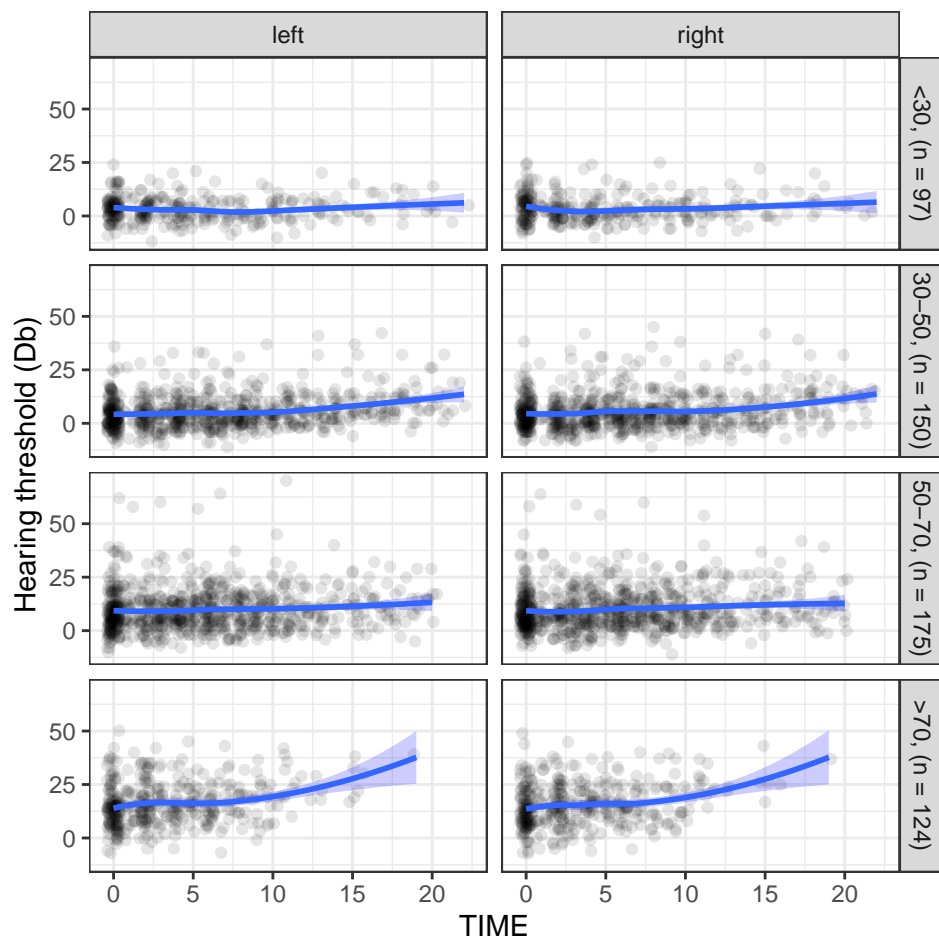 left
right
50
25
0
<30, (n = 97)
50
25
0
30−50, (n = 150)
50
25
0
50−70, (n = 175)
50
25
0
>70, (n = 124)
Hearing threshold (Db)
0 5 10 15 20
0 5 10 15 20
TIME